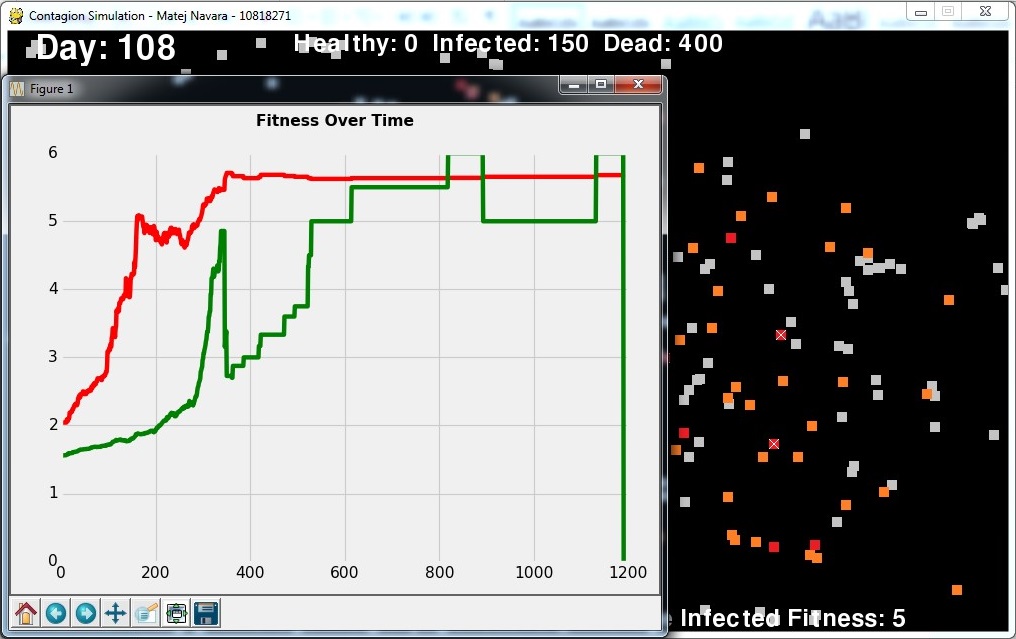 Contagion Simulation - Matej Navara - 10818271
Day: 108
Healthy: 0 Infected: 150 Dead: 400
Figure 1
Fitness Over Time
6
5
4
3
2
1
0
0 200 400 600 800 1000 1200
Infected Fitness: 5